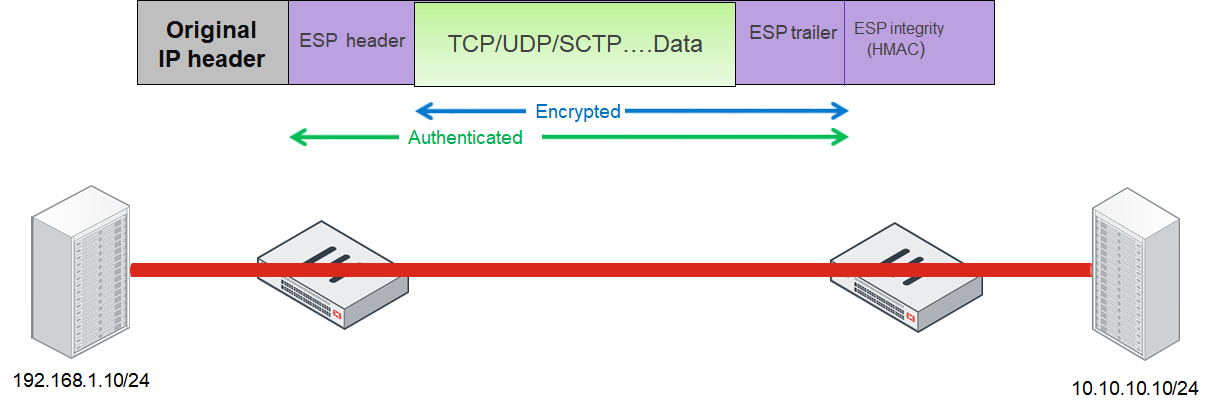 Original
IP header
ESP header
TCP/UDP/SCTP....Data
ESP trailer
ESP integrity
(HMAC)
Encrypted
Authenticated
192.168.1.10/24
10.10.10.10/24